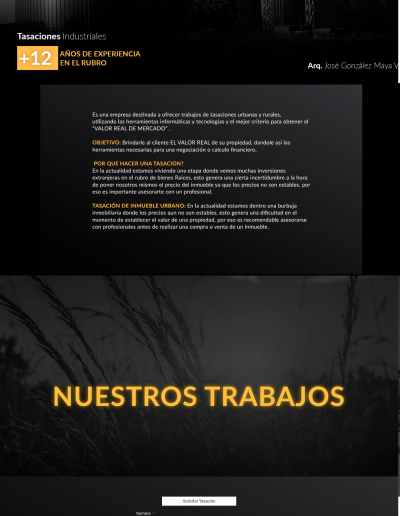 Tasaciones Industriales
+12 AÑOS DE EXPERIENCIA
EN EL RUBRO
Arq. José González Maya V
Es una empresa destinada a ofrecer trabajos de tasaciones urbanas y rurales,
utilizando las herramientas informáticas y tecnologías y el mejor criterio para obtener el
"VALOR REAL DE MERCADO" .
OBJETIVO: Brindarle al cliente EL VALOR REAL de su propiedad, dandole asi las
herramientas necesarias para una negociación o calculo financiero.
POR QUE HACER UNA TASACION?
En la actualidad estamos viviendo una etapa donde vemos muchas inversiones
extranjeras en el rubro de bienes Raices, esto genera una cierta incertidumbre a la hora
de poner nosotros mismos el precio del inmueble ya que los precios no son estables. por
eso es importante asesorarte con un profesional.
TASACIÓN DE INMUEBLE URBANO: En la actualidad estamos dentro una burbuja
inmobiliaria donde los precios aun no son estables, esto genera una dificultad en el
momento de establecer el valor de una propiedad, por eso es recomendable asesorarse
con profesionales antes de realizar una compra o venta de un inmueble.
NUESTROS TRABAJOS
Solicitar Tasación
Nombre